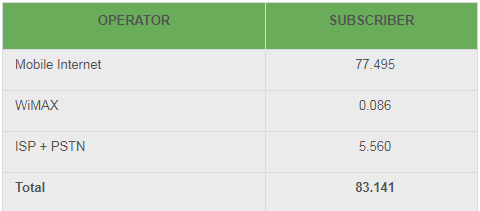 OPERATOR SUBSCRIBER
Mobile Internet 77.495
WiMAX 0.086
ISP + PSTN 5.560
Total 83.141